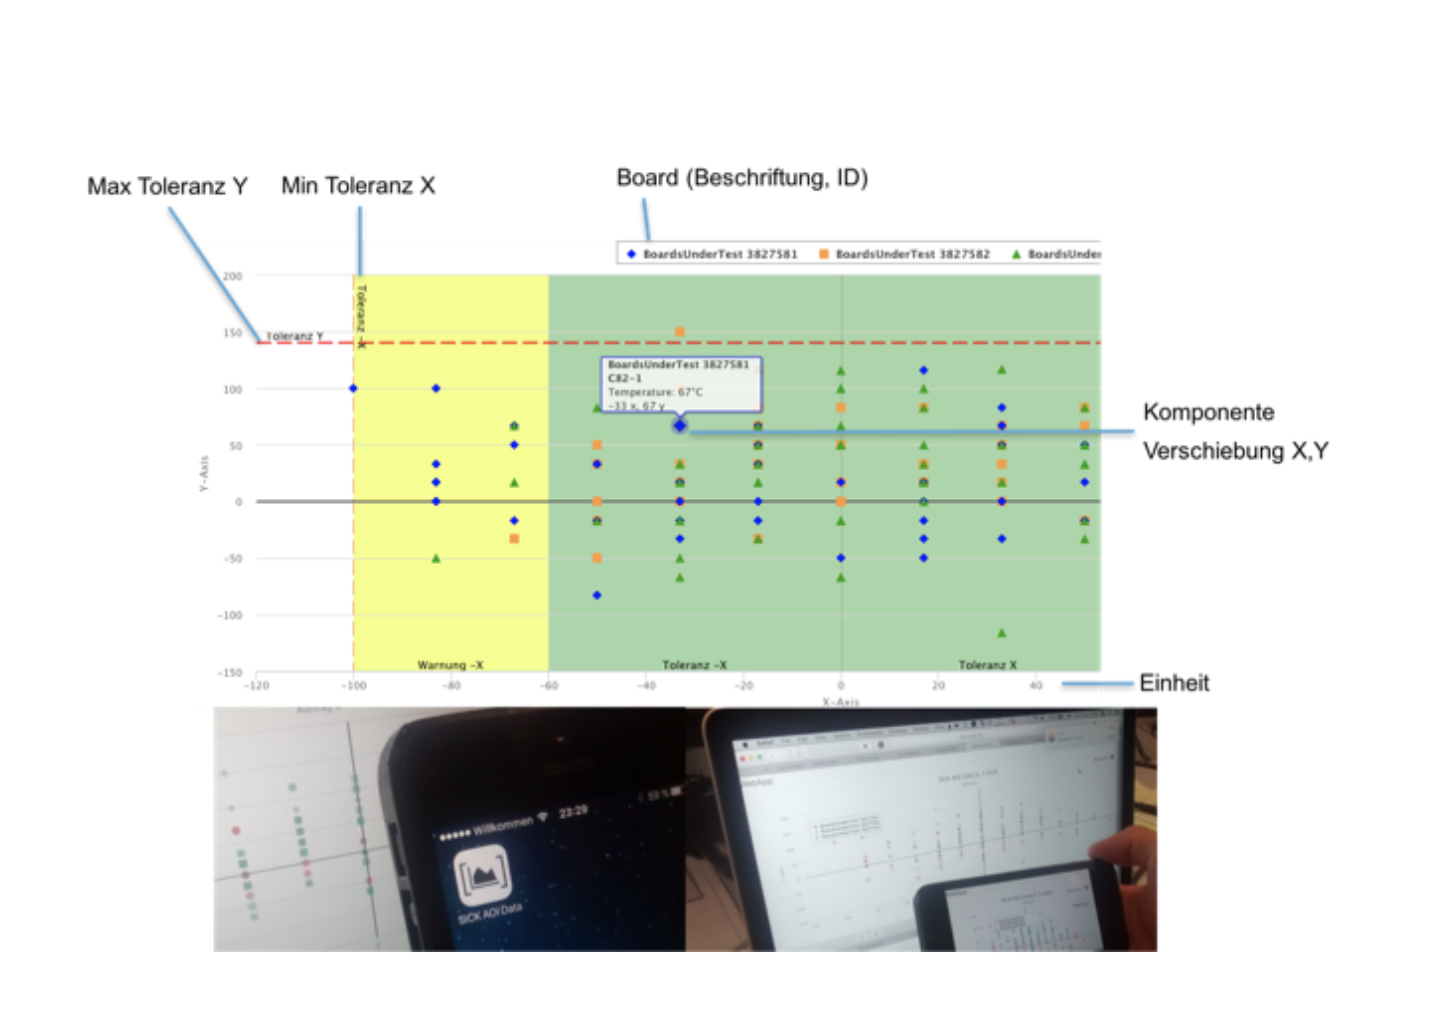 Max Toleranz Y
Min Toleranz X
Board (Beschriftung, ID)
BoardsUnderTest 3827581
BoardsUnderTest 3827582
BoardsUnder
200
150
100
50
0
-50
-100
-150
Y-Axis
Toleranz Y
Toleranz -X
BoardsUnderTest 3827581
C82-1
Temperature: 67°C
-33 x, 67 y
Komponente
Verschiebung X,Y
Warnung -X
Toleranz -X
Toleranz X
-120
-100
-80
-60
-40
-20
0
20
40
X-Axis
Einheit
Willkommen
23:29
59 %
SICK AOI Data
WebApp